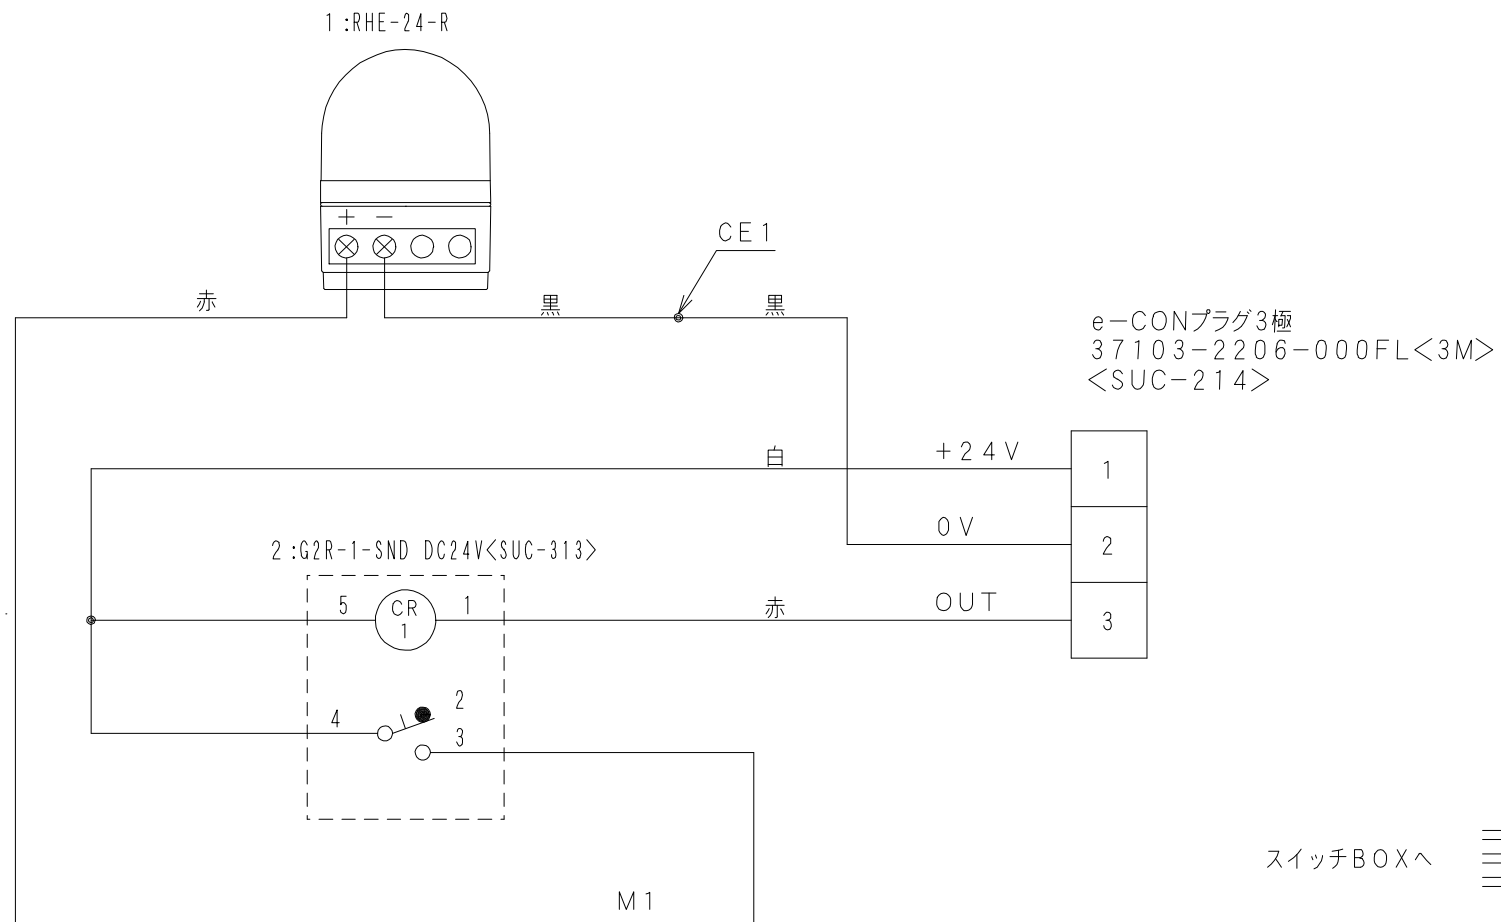 1:RHE-24-R
+ −
CE1
赤
黒
黒
e−CONプラグ3極
37103−2206−000FL<3M>
<SUC−214>
白
+24V
1
0V
2
2:G2R-1-SND DC24V<SUC-313>
5
CR
1
1
赤
OUT
3
4
2
3
スイッチBOXへ
M1